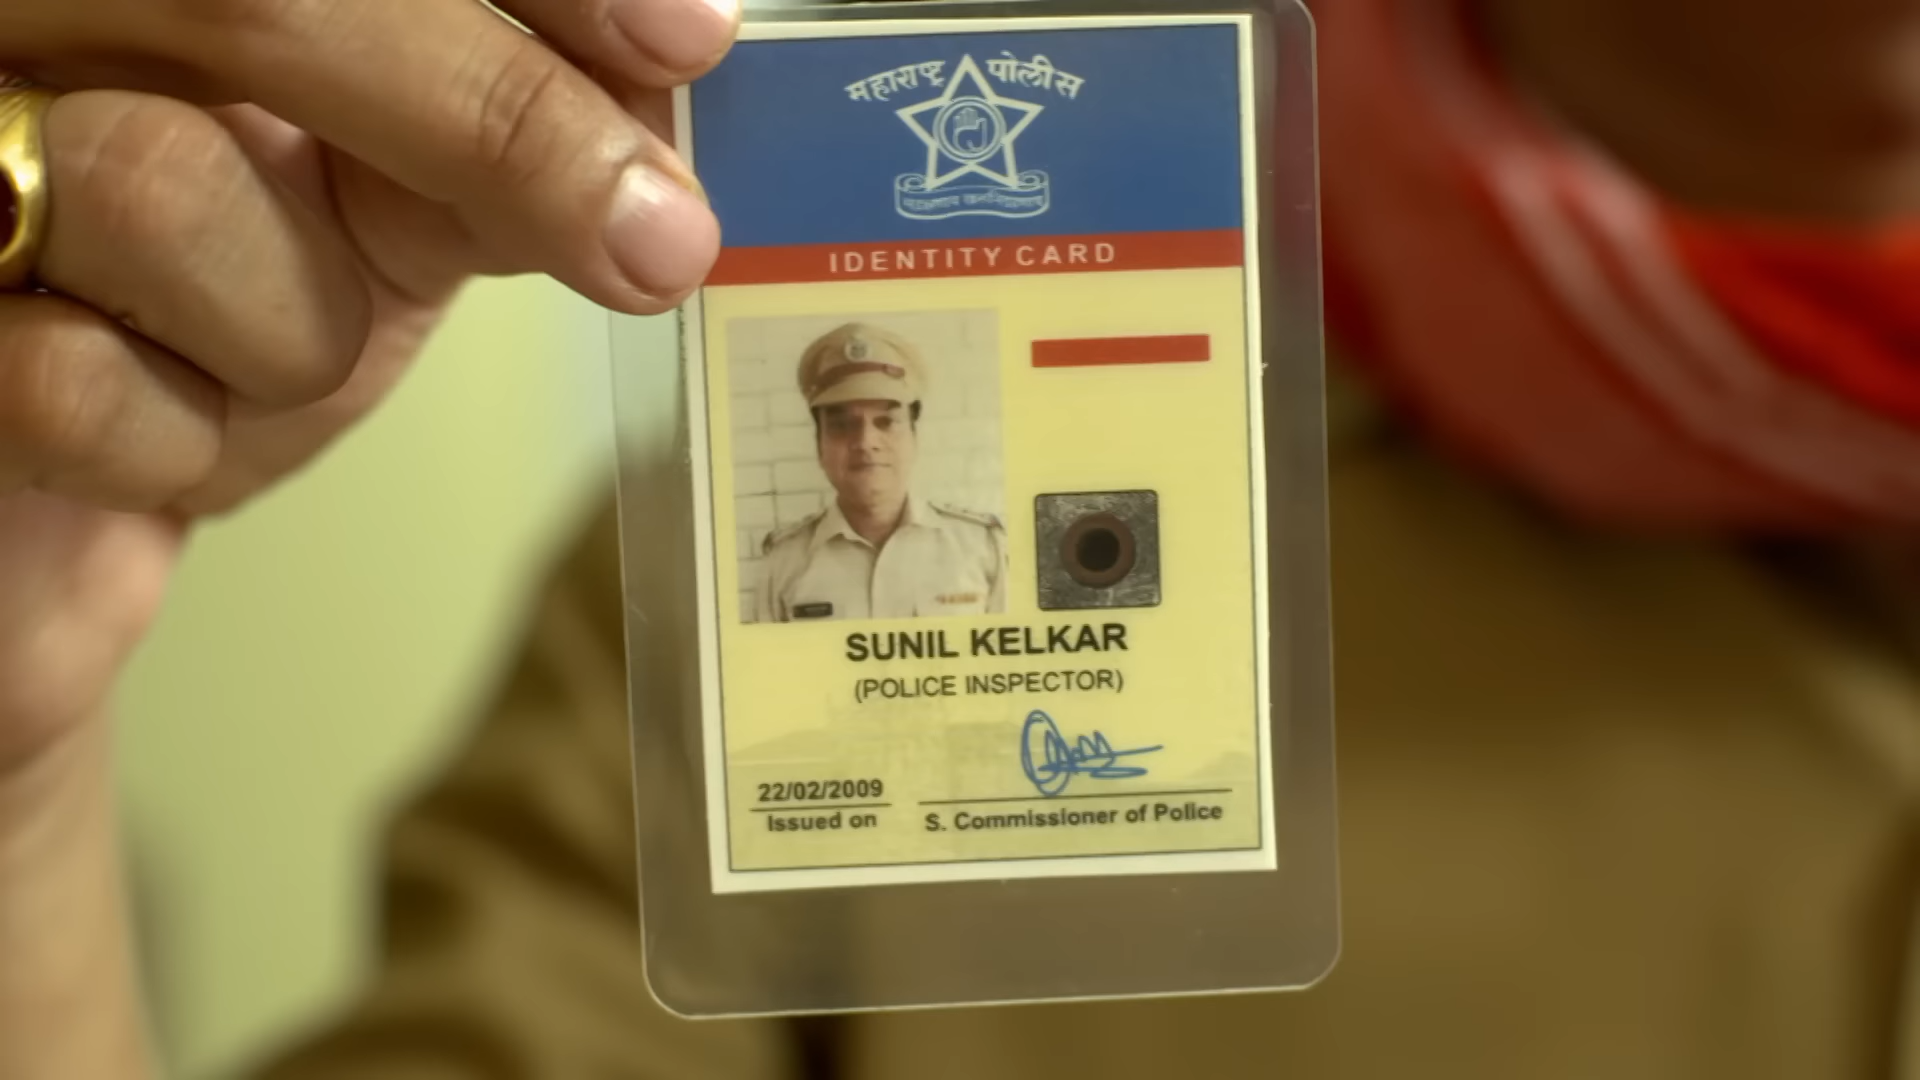 महाराष्ट्र पोलीस
IDENTITY CARD
SUNIL KELKAR
(POLICE INSPECTOR)
22/02/2009
Issued on
S. Commissioner of Police